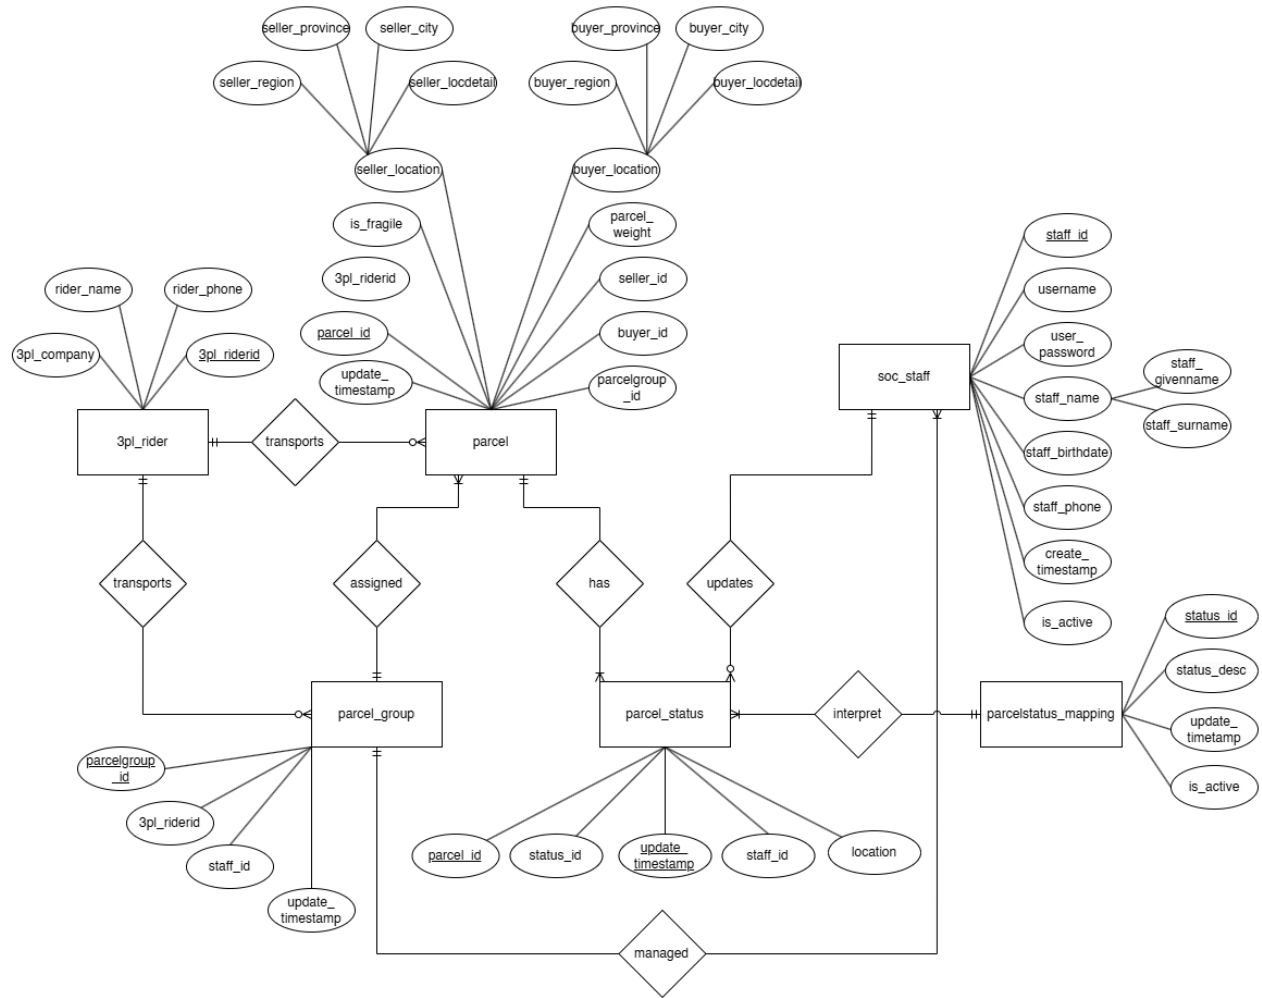 seller_province
seller_city
buyer_province
buyer_city
seller_region
seller_locdetail
buyer_region
buyer_locdetail
seller_location
buyer_location
is_fragile
parcel_
weight
staff_id
3pl_riderid
seller_id
rider_name
rider_phone
username
parcel_id
buyer_id
user_
password
3pl_company
3pl_riderid
update_
timestamp
parcelgroup
_id
soc_staff
staff_
givenname
staff_name
staff_surname
3pl_rider
transports
parcel
staff_birthdate
staff_phone
create_
timestamp
transports
assigned
has
updates
is_active
status_id
status_desc
parcel_group
parcel_status
interpret
parcelstatus_mapping
update_
timetamp
parcelgroup
_id
is_active
3pl_riderid
staff_id
parcel_id
status_id
update_
timestamp
staff_id
location
update_
timestamp
managed